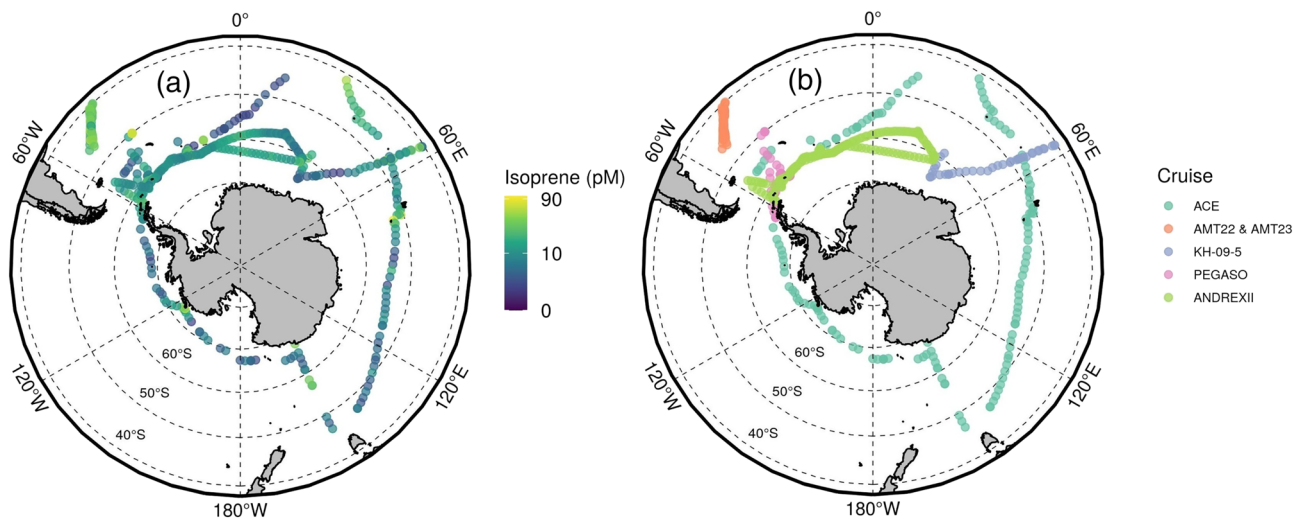 0°
(a)
60°W
60°E
Isoprene (pM)
90
10
0
60°S
50°S
40°S
120°W
120°E
180°W
0°
(b)
60°W
60°E
60°S
50°S
40°S
120°W
120°E
180°W
Cruise
ACE
AMT22 & AMT23
KH-09-5
PEGASO
ANDREXII